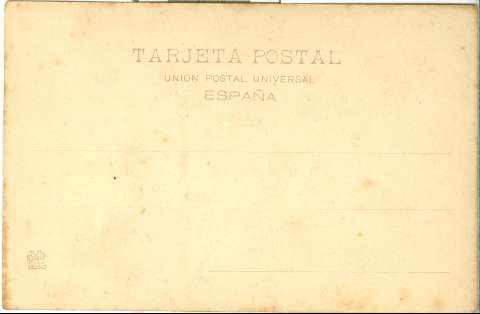 TARJETA POSTAL
UNION POSTAL UNIVERSAL
ESPAÑA